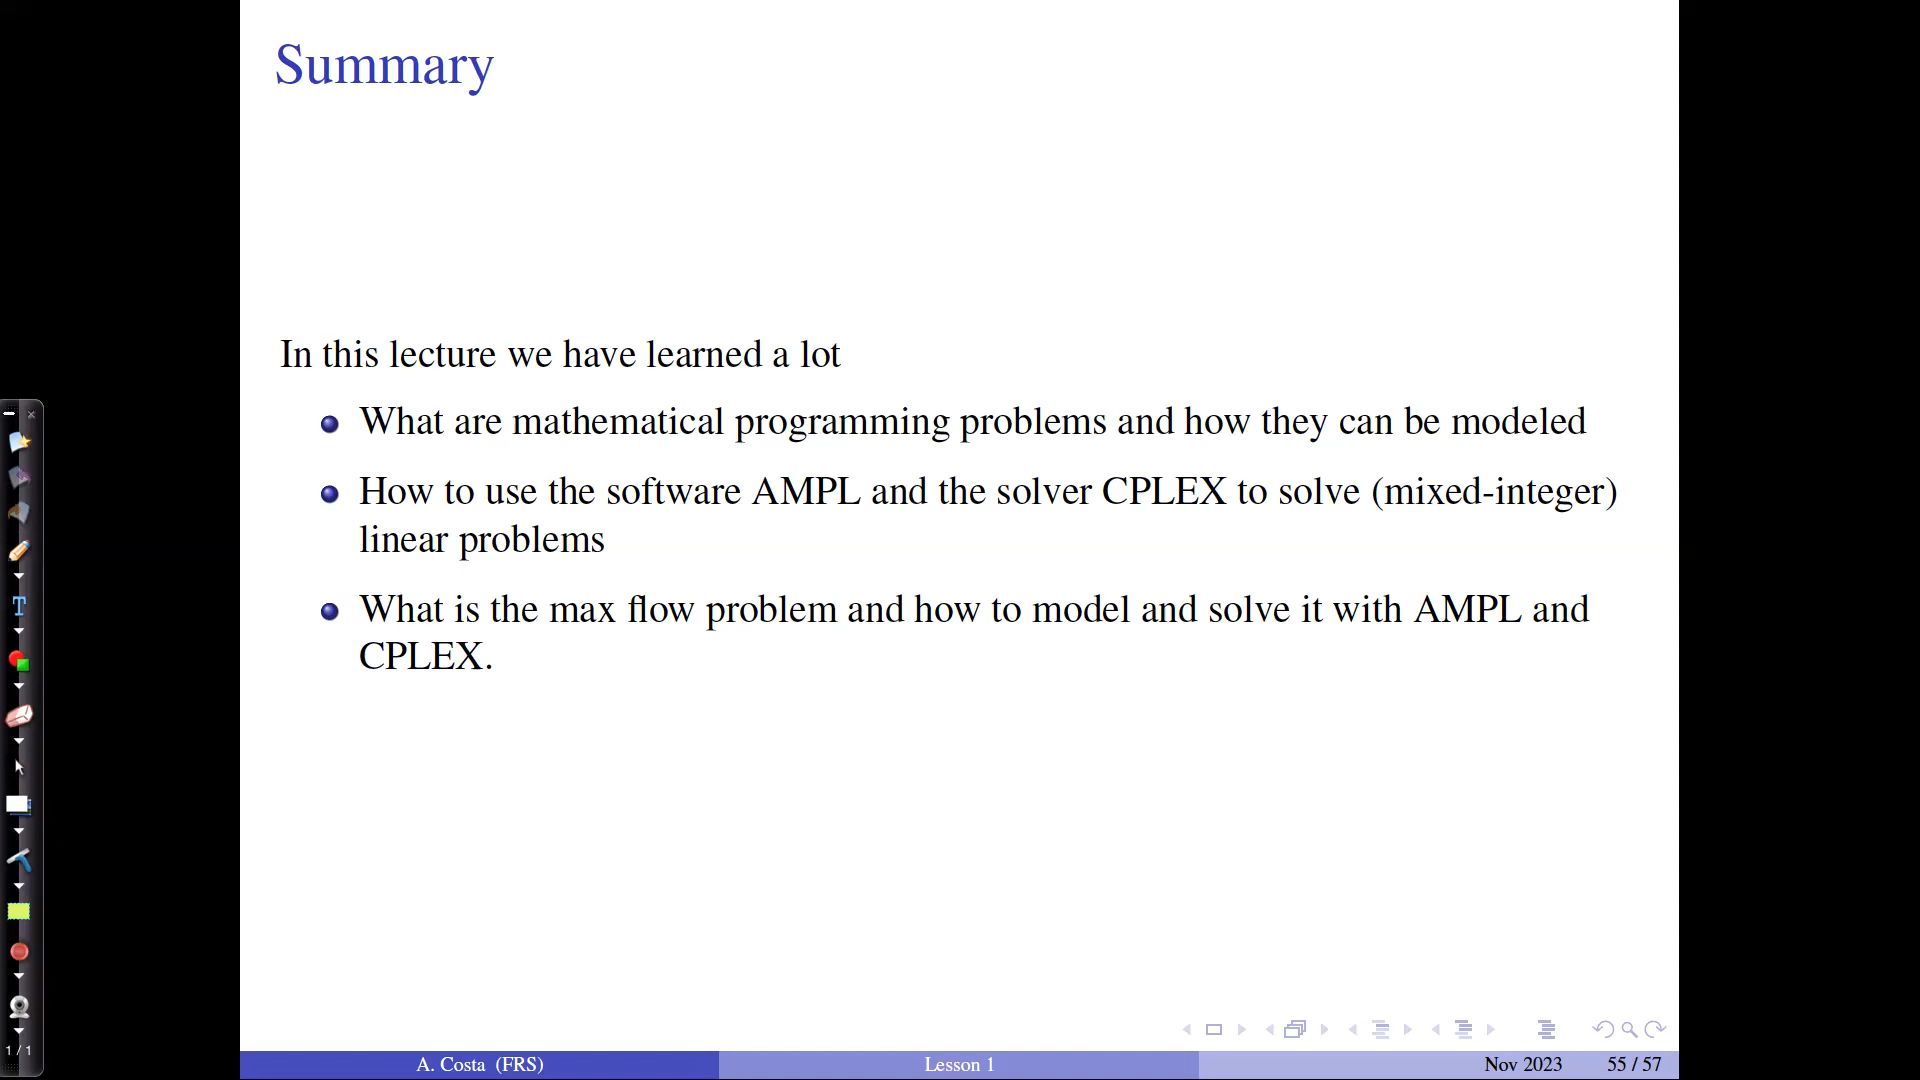 Summary
In this lecture we have learned a lot
What are mathematical programming problems and how they can be modeled
How to use the software AMPL and the solver CPLEX to solve (mixed-integer)
linear problems
What is the max flow problem and how to model and solve it with AMPL and
CPLEX.
1 / 1
A. Costa (FRS) Lesson 1 Nov 2023 55 / 57